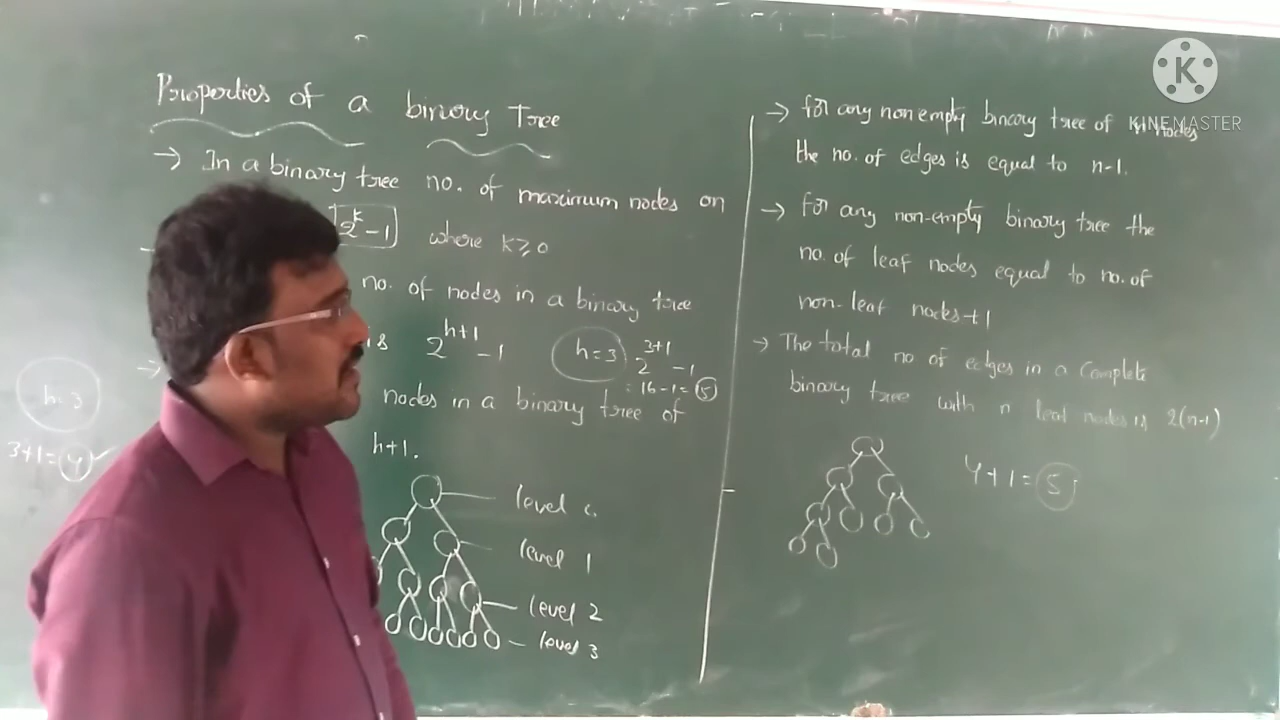 Properties of a binary Tree
→ In a binary tree no. of maximum nodes on
2^k-1 where k≥0
no. of nodes in a binary tree
is 2^h+1 -1
h=3 2^3+1 -1
: 16-1= 5
→
nodes in a binary tree of
h+1.
h=3
3+1=4
level
level 1
level 2
level 3
→ for any non empty binary tree of n nodes
the no. of edges is equal to n-1.
→ for any non-empty binary tree the
no. of leaf nodes equal to no. of
non-leaf nodes+1
→ The total no of edges in a Complete
binary tree with n leaf nodes is 2(n-1)
4+1=5
K
KINEMASTER